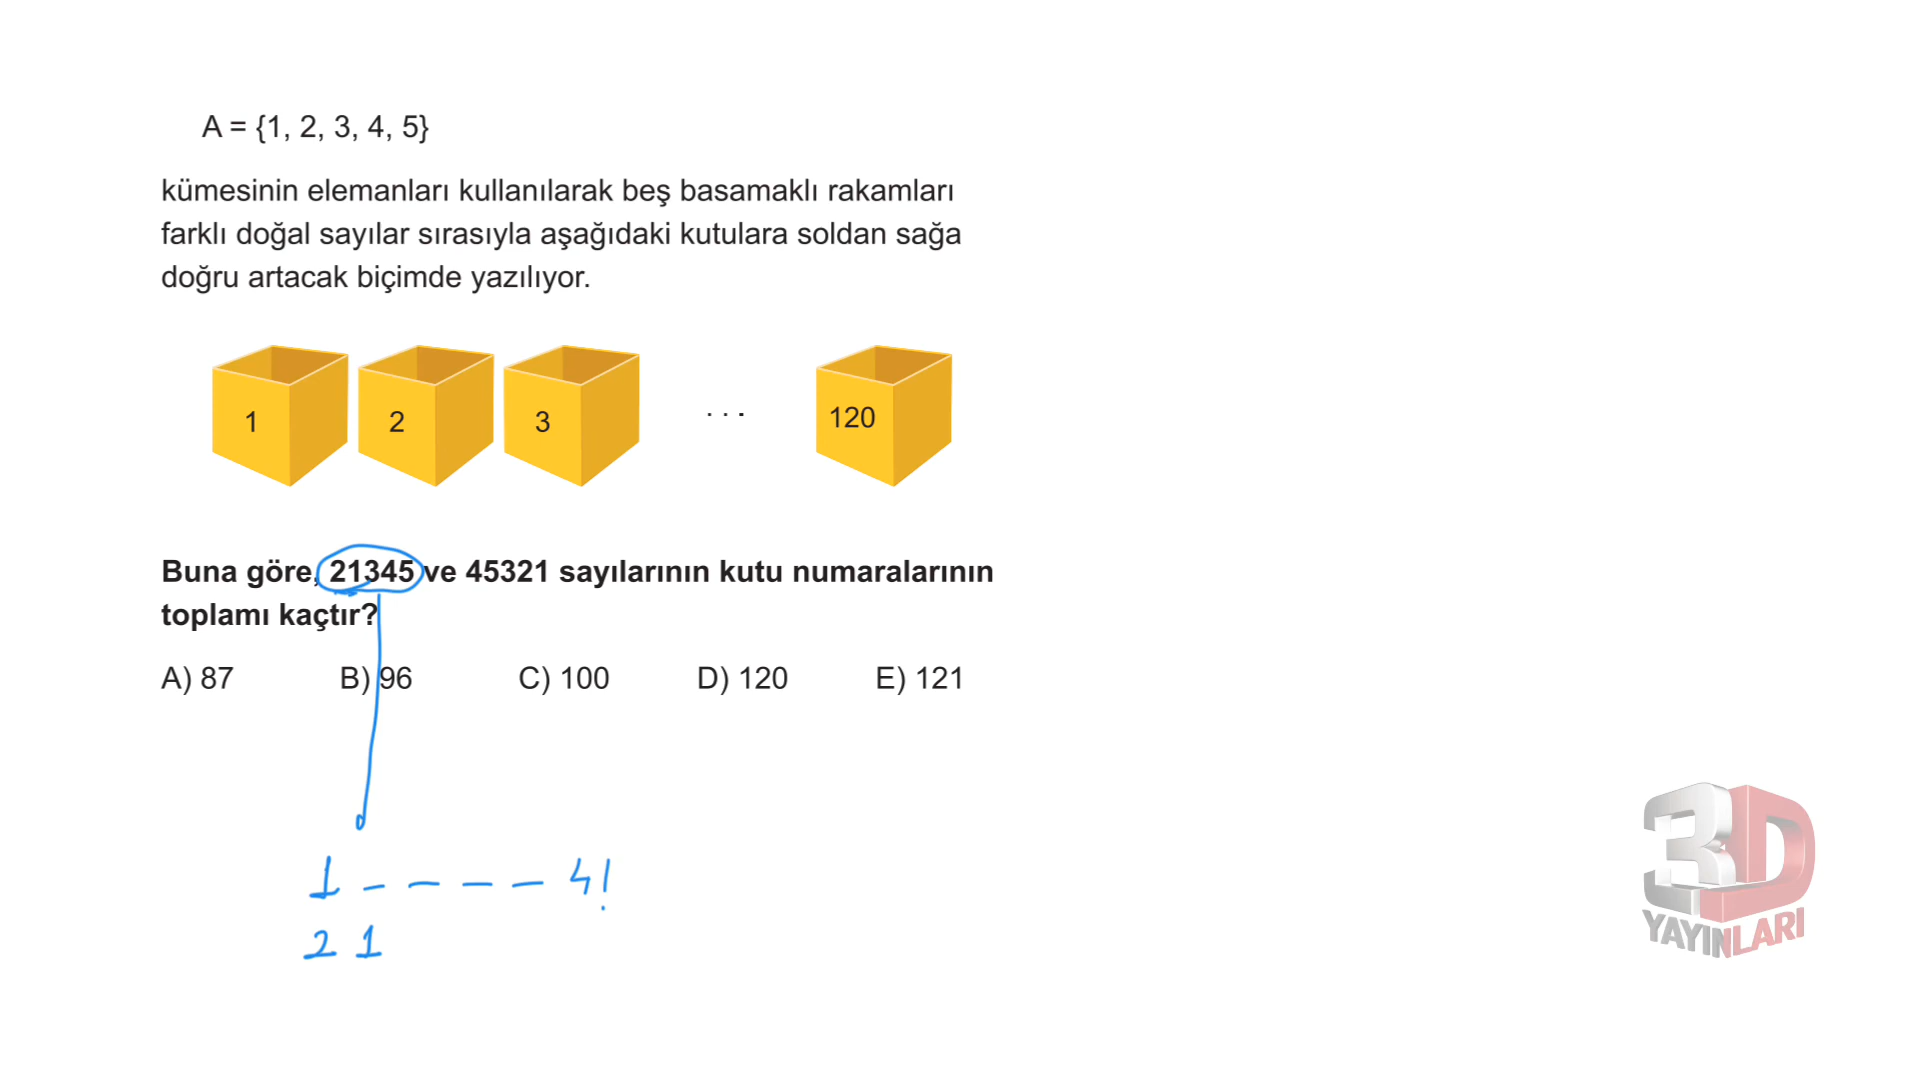 A = {1, 2, 3, 4, 5}
kümesinin elemanları kullanılarak beş basamaklı rakamları
farklı doğal sayılar sırasıyla aşağıdaki kutulara soldan sağa
doğru artacak biçimde yazılıyor.
1 2 3 . . . 120
Buna göre, 21345 ve 45321 sayılarının kutu numaralarının
toplamı kaçtır?
A) 87 B) 96 C) 100 D) 120 E) 121
1 _ _ _ _ 4!
2 1
3D
YAYINLARI